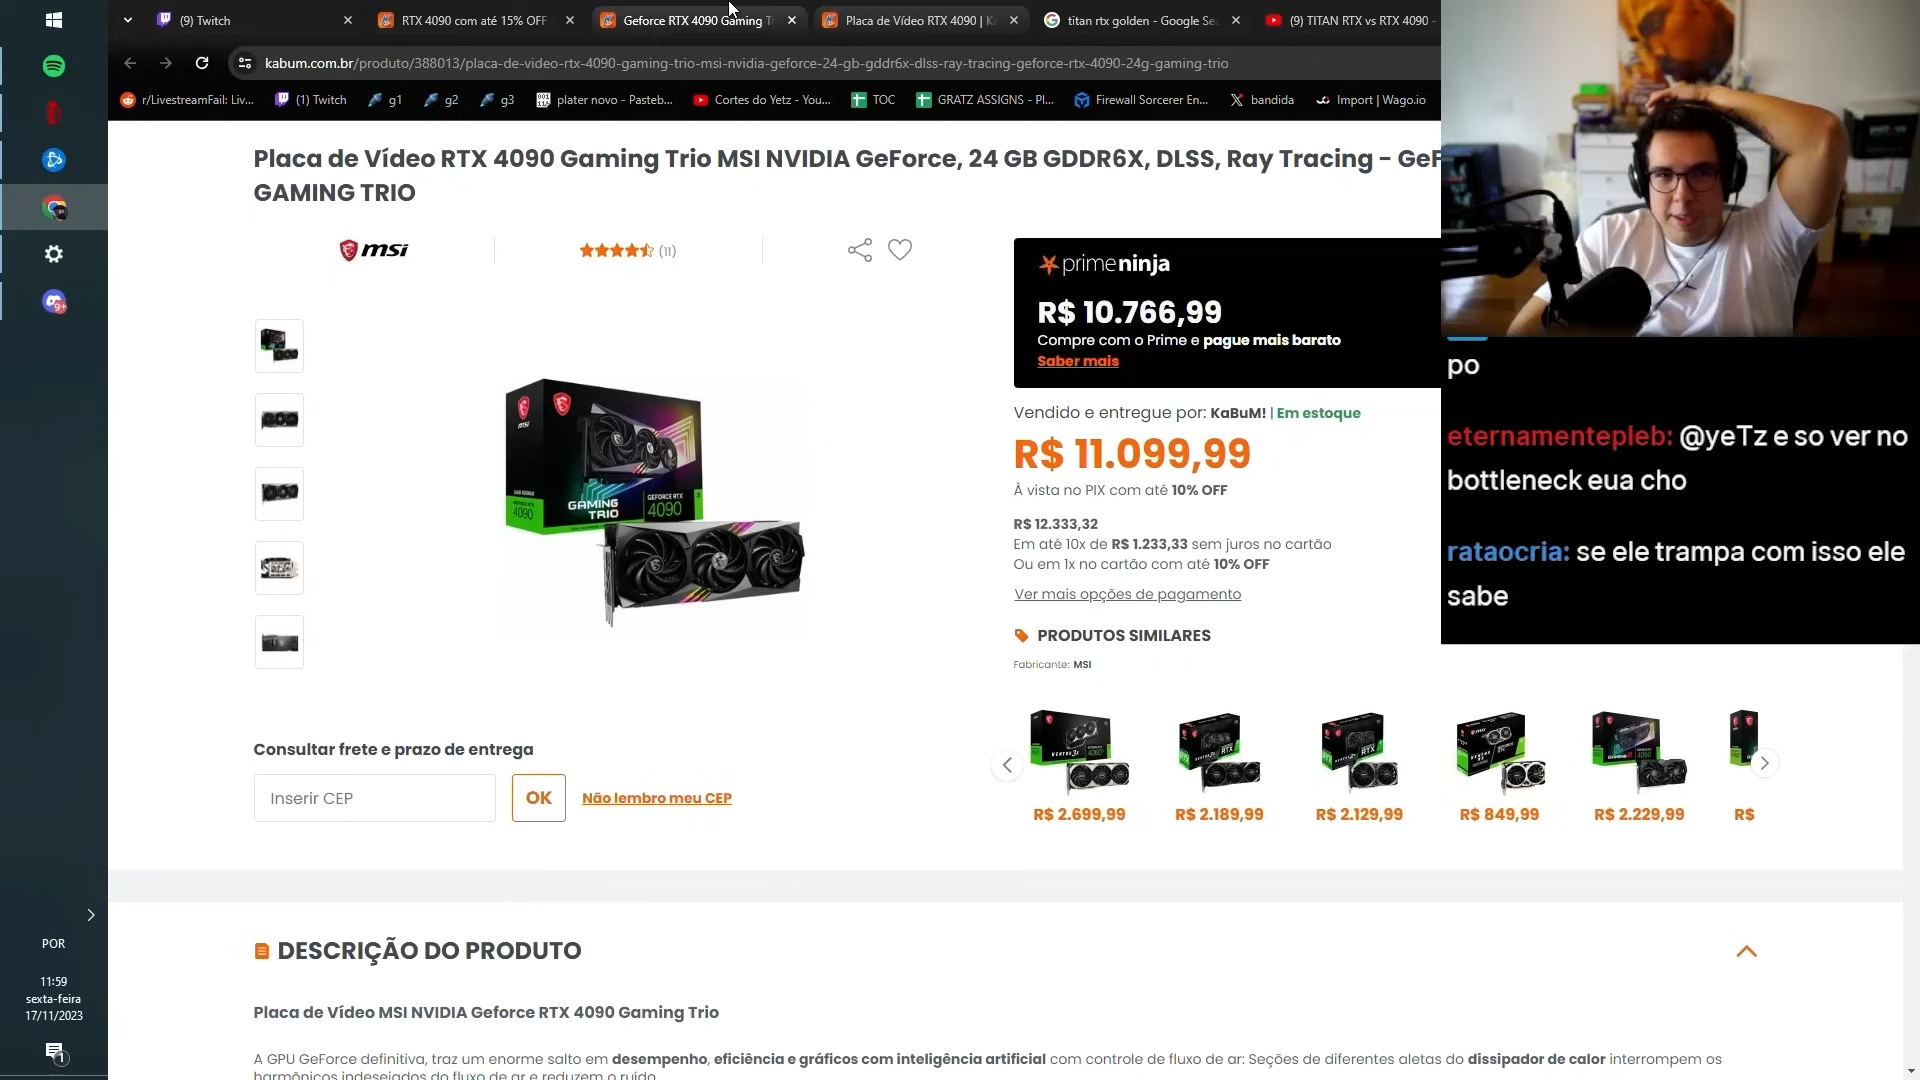 (9) Twitch
RTX 4090 com até 15% OFF
Geforce RTX 4090 Gaming Tr
Placa de Vídeo RTX 4090 | Ka
titan rtx golden - Google Se
(9) TITAN RTX vs RTX 4090 -
kabum.com.br/produto/388013/placa-de-video-rtx-4090-gaming-trio-msi-nvidia-geforce-24-gb-gddr6x-dlss-ray-tracing-geforce-rtx-4090-24g-gaming-trio
r/LivestreamFail: Liv...
(1) Twitch
g1
g2
g3
plater novo - Pasteb...
Cortes do Yetz - You...
TOC
GRATZ ASSIGNS - Pl...
Firewall Sorcerer En...
bandida
Import | Wago.io
Placa de Vídeo RTX 4090 Gaming Trio MSI NVIDIA GeForce, 24 GB GDDR6X, DLSS, Ray Tracing - GeF
GAMING TRIO
msi
(11)
primeninja
R$ 10.766,99
Compre com o Prime e pague mais barato
Saber mais
Vendido e entregue por: KaBuM! | Em estoque
R$ 11.099,99
À vista no PIX com até 10% OFF
R$ 12.333,32
Em até 10x de R$ 1.233,33 sem juros no cartão
Ou em 1x no cartão com até 10% OFF
Ver mais opções de pagamento
PRODUTOS SIMILARES
Fabricante: MSI
R$ 2.699,99
R$ 2.189,99
R$ 2.129,99
R$ 849,99
R$ 2.229,99
R$
msi
GAMING
TRIO
GEFORCE RTX
4090
4090
Consultar frete e prazo de entrega
Inserir CEP
OK
Não lembro meu CEP
DESCRIÇÃO DO PRODUTO
Placa de Vídeo MSI NVIDIA Geforce RTX 4090 Gaming Trio
A GPU GeForce definitiva, traz um enorme salto em desempenho, eficiência e gráficos com inteligência artificial com controle de fluxo de ar: Seções de diferentes aletas do dissipador de calor interrompem os
harmônicos indesejados do fluxo de ar e reduzem o ruído.
po
eternamentepleb: @yeTz e so ver no
bottleneck eua cho
rataocria: se ele trampa com isso ele
sabe
9+
POR
11:59
sexta-feira
17/11/2023
1